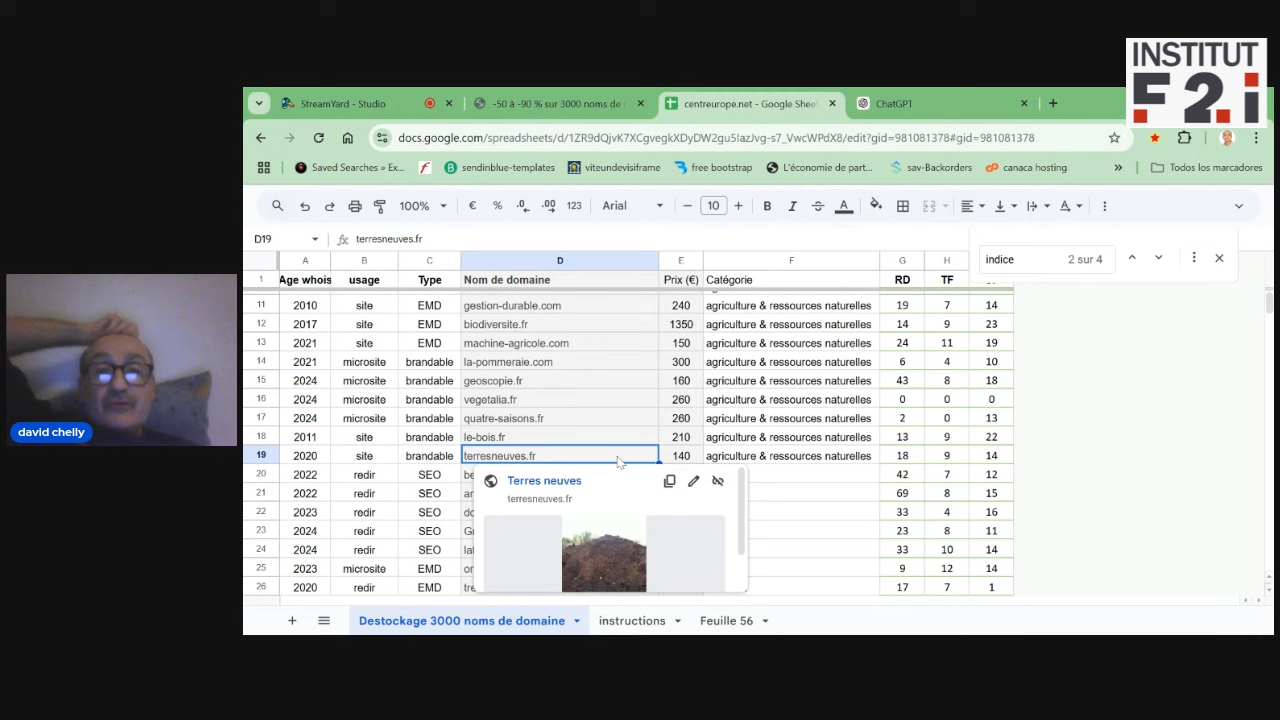 INSTITUT
F2i
StreamYard - Studio
-50 à -90 % sur 3000 noms de
centreurope.net - Google Shee
ChatGPT
docs.google.com/spreadsheets/d/1ZR9dQjvK7XCgvegkXDyDW2gu5IazJvg-s7_VwcWPdX8/edit?gid=981081378#gid=981081378
Saved Searches » Ex... sendinblue-templates viteundevisiframe free bootstrap L'économie de part... sav-Backorders canaca hosting » Todos los marcadores
100% € % .0 .00 123 Arial 10 B I S A
D19 fx terresneuves.fr
indice 2 sur 4
A B C D E F G H
1 Age whois usage Type Nom de domaine Prix (€) Catégorie RD TF
11 2010 site EMD gestion-durable.com 240 agriculture & ressources naturelles 19 7 14
12 2017 site EMD biodiversite.fr 1350 agriculture & ressources naturelles 14 9 23
13 2021 site EMD machine-agricole.com 150 agriculture & ressources naturelles 24 11 19
14 2021 microsite brandable la-pommeraie.com 300 agriculture & ressources naturelles 6 4 10
15 2024 microsite brandable geoscopie.fr 160 agriculture & ressources naturelles 43 8 18
16 2024 microsite brandable vegetalia.fr 260 agriculture & ressources naturelles 0 0 0
17 2024 microsite brandable quatre-saisons.fr 260 agriculture & ressources naturelles 2 0 13
18 2011 site brandable le-bois.fr 210 agriculture & ressources naturelles 13 9 22
19 2020 site brandable terresneuves.fr 140 agriculture & ressources naturelles 18 9 14
20 2022 redir SEO be 42 7 12
21 2022 redir SEO ar 69 8 15
22 2023 redir SEO do 33 4 16
23 2024 redir SEO G 23 8 11
24 2024 redir SEO lat 33 10 14
25 2023 microsite EMD or 9 12 14
26 2020 redir EMD tre 17 7 1
Terres neuves
terresneuves.fr
Destockage 3000 noms de domaine instructions Feuille 56
david chelly